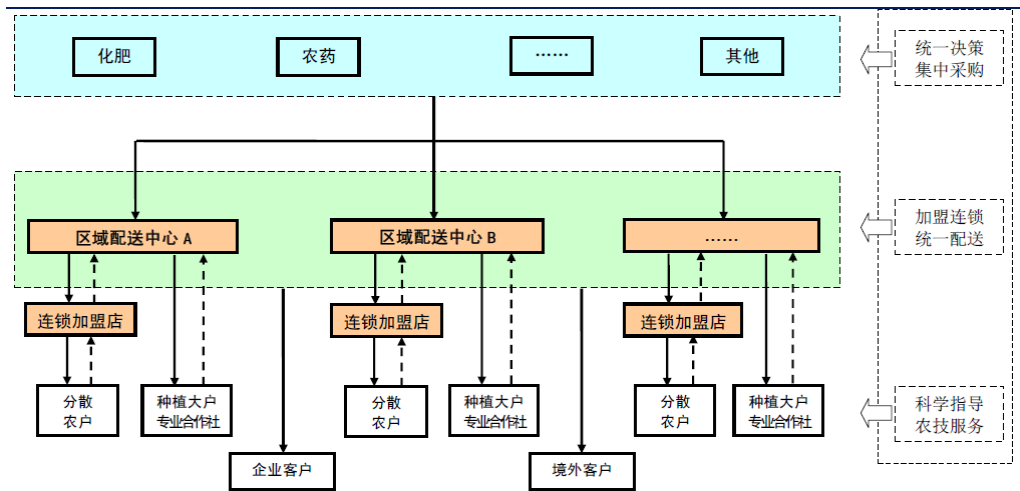 化肥
农药
······
其他
统一决策
集中采购
区域配送中心 A
区域配送中心 B
······
加盟连锁
统一配送
连锁加盟店
连锁加盟店
连锁加盟店
分散
农户
种植大户
专业合作社
分散
农户
种植大户
专业合作社
分散
农户
种植大户
专业合作社
科学指导
农技服务
企业客户
境外客户